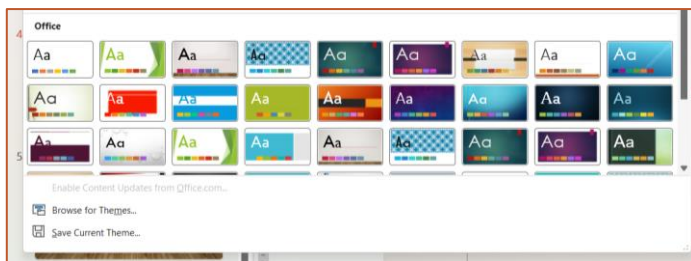 4
Office
Aa Aa Aa Aa Aa Aa Aa Aa Aa
Aa Aa Aa Aa Aa Aa Aa Aa Aa
5
Aa Aa Aa Aa Aa Aa Aa Aa Aa
Enable Content Updates from Office.com...
Browse for Themes...
Save Current Theme...